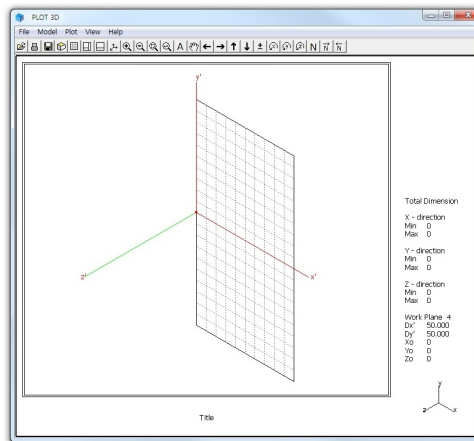 PLOT 3D
File Model Plot View Help
A N N N
y'
z'
x'
Total Dimension
X - direction
Min 0
Max 0
Y - direction
Min 0
Max 0
Z - direction
Min 0
Max 0
Work Plane 4
Dx' 50.000
Dy' 50.000
Xo 0
Yo 0
Zo 0
y
z x
Title